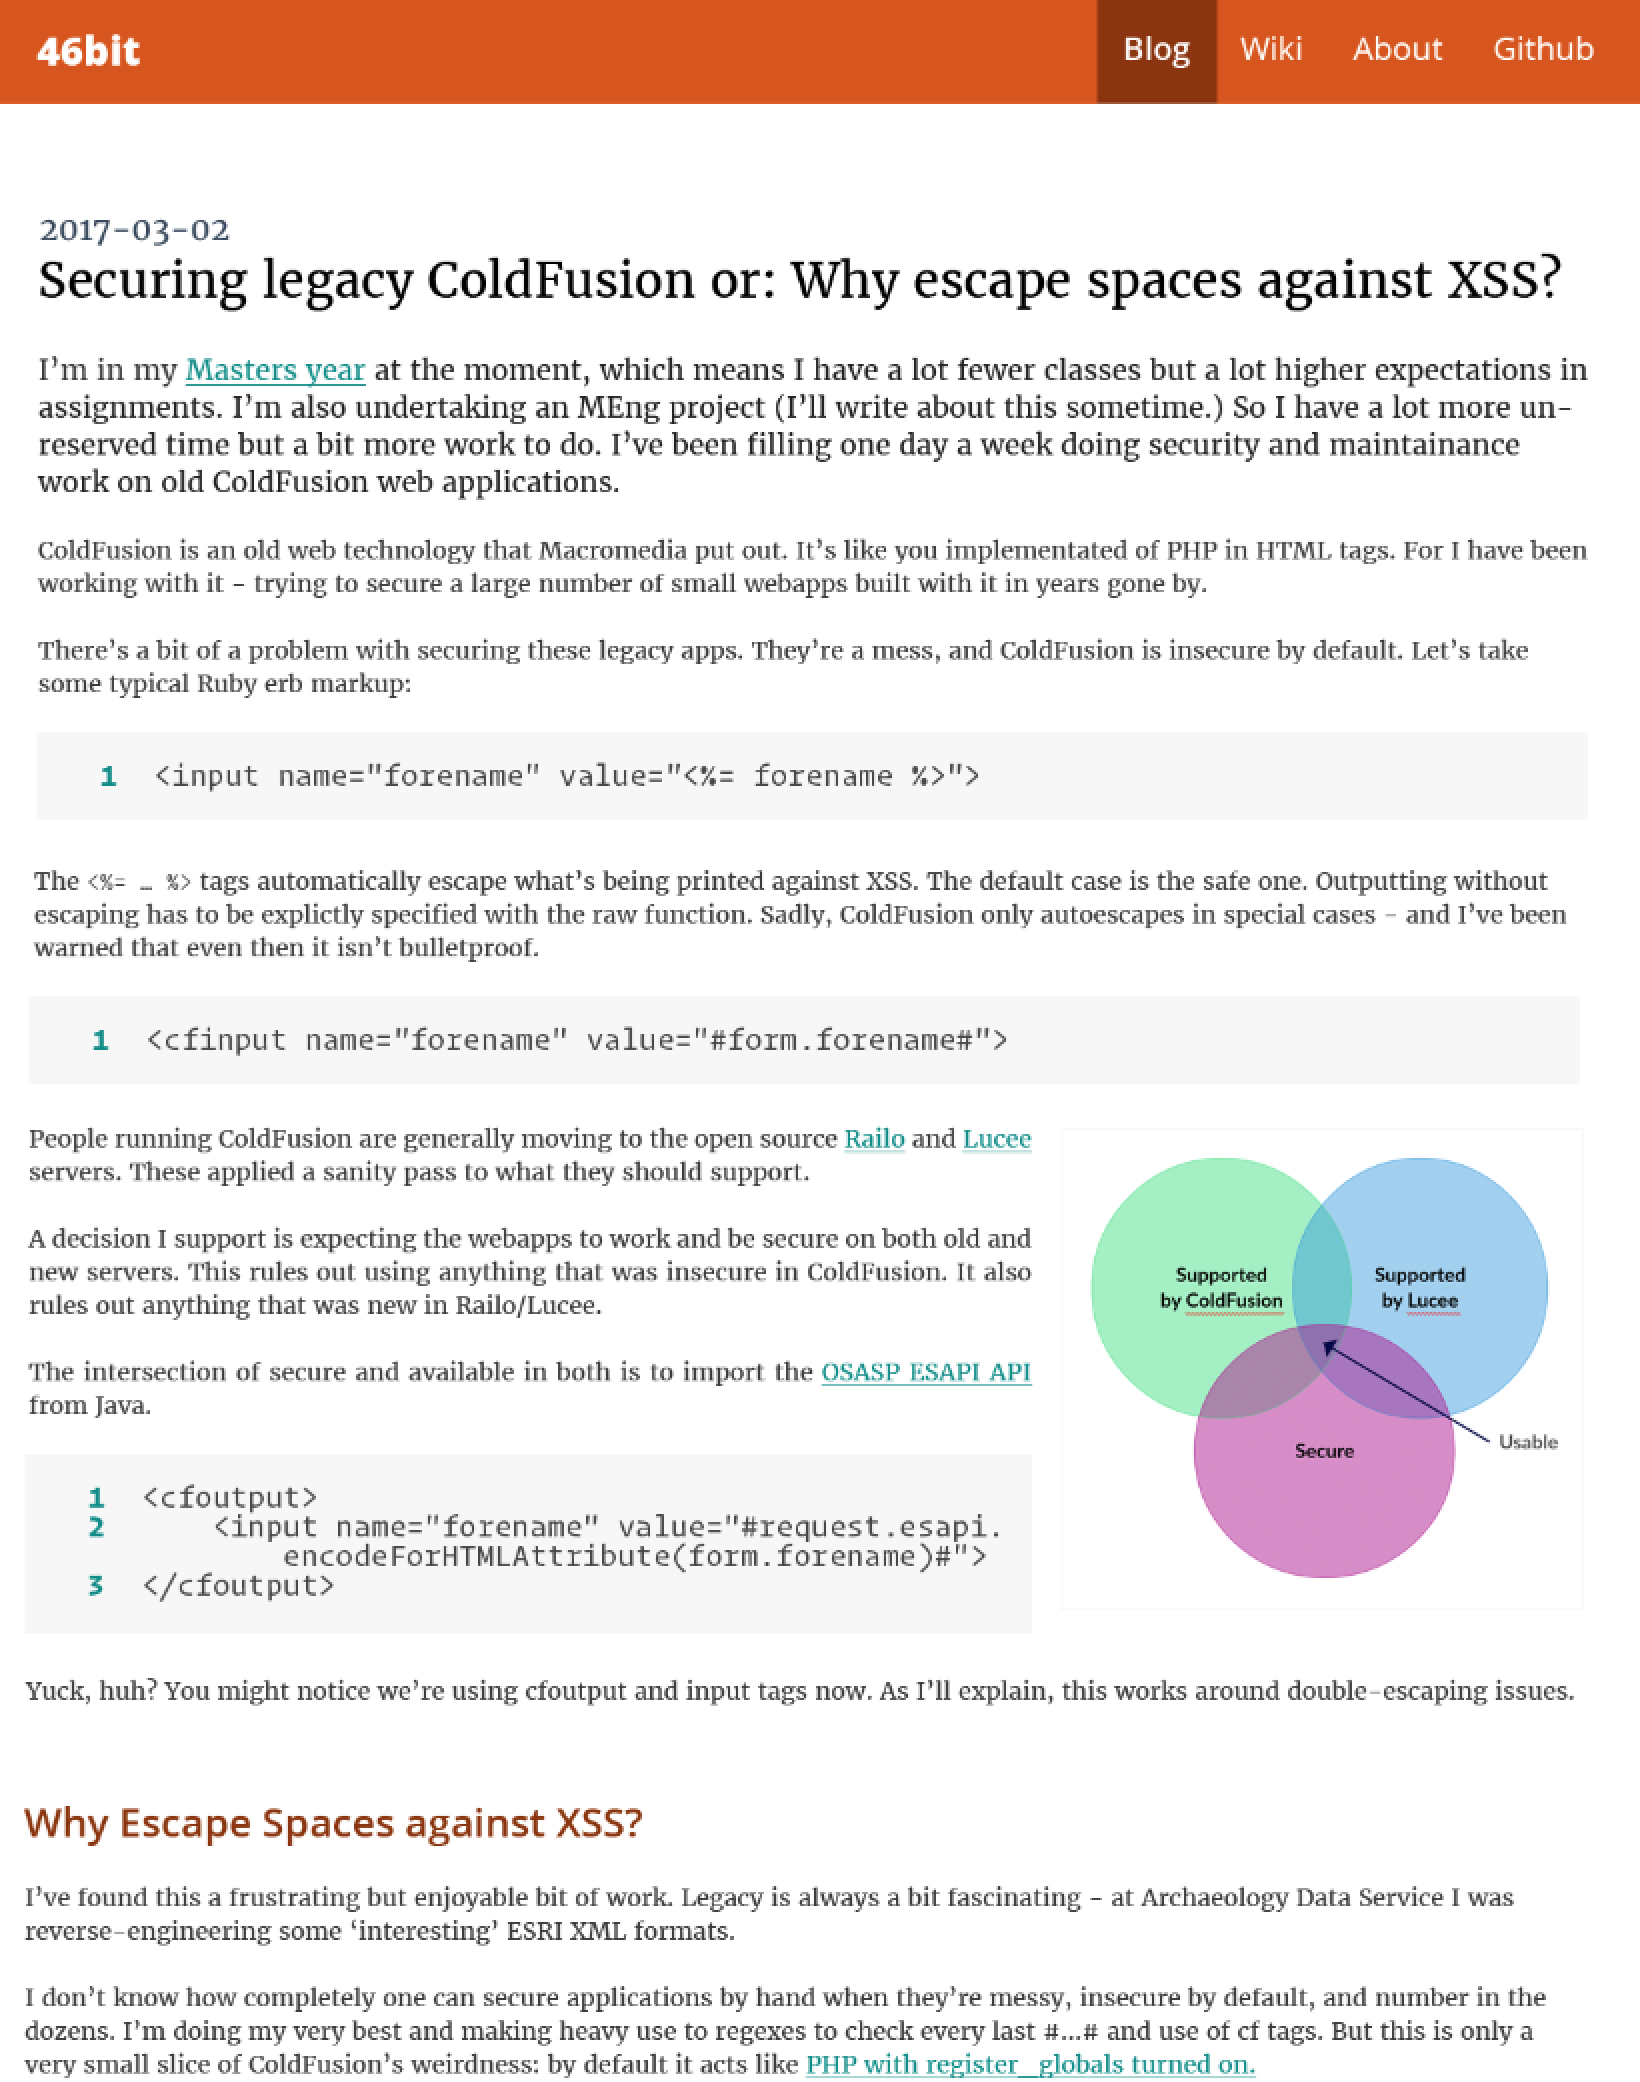 46bit
Blog Wiki About Github
2017-03-02
Securing legacy ColdFusion or: Why escape spaces against XSS?
I’m in my Masters year at the moment, which means I have a lot fewer classes but a lot higher expectations in
assignments. I’m also undertaking an MEng project (I’ll write about this sometime.) So I have a lot more un-
reserved time but a bit more work to do. I’ve been filling one day a week doing security and maintainance
work on old ColdFusion web applications.
ColdFusion is an old web technology that Macromedia put out. It’s like you implementated of PHP in HTML tags. For I have been
working with it – trying to secure a large number of small webapps built with it in years gone by.
There’s a bit of a problem with securing these legacy apps. They’re a mess, and ColdFusion is insecure by default. Let’s take
some typical Ruby erb markup:
1 <input name="forename" value="<%= forename %>">
The <%= … %> tags automatically escape what’s being printed against XSS. The default case is the safe one. Outputting without
escaping has to be explictly specified with the raw function. Sadly, ColdFusion only autoescapes in special cases – and I’ve been
warned that even then it isn’t bulletproof.
1 <cfinput name="forename" value="#form.forename#">
People running ColdFusion are generally moving to the open source Railo and Lucee
servers. These applied a sanity pass to what they should support.
A decision I support is expecting the webapps to work and be secure on both old and
new servers. This rules out using anything that was insecure in ColdFusion. It also
rules out anything that was new in Railo/Lucee.
The intersection of secure and available in both is to import the OSASP ESAPI API
from Java.
1 <cfoutput>
2 <input name="forename" value="#request.esapi.
encodeForHTMLAttribute(form.forename)#">
3 </cfoutput>
Supported
by ColdFusion
Supported
by Lucee
Secure
Usable
Yuck, huh? You might notice we’re using cfoutput and input tags now. As I’ll explain, this works around double-escaping issues.
Why Escape Spaces against XSS?
I’ve found this a frustrating but enjoyable bit of work. Legacy is always a bit fascinating – at Archaeology Data Service I was
reverse-engineering some ‘interesting’ ESRI XML formats.
I don’t know how completely one can secure applications by hand when they’re messy, insecure by default, and number in the
dozens. I’m doing my very best and making heavy use to regexes to check every last #…# and use of cf tags. But this is only a
very small slice of ColdFusion’s weirdness: by default it acts like PHP with register_globals turned on.